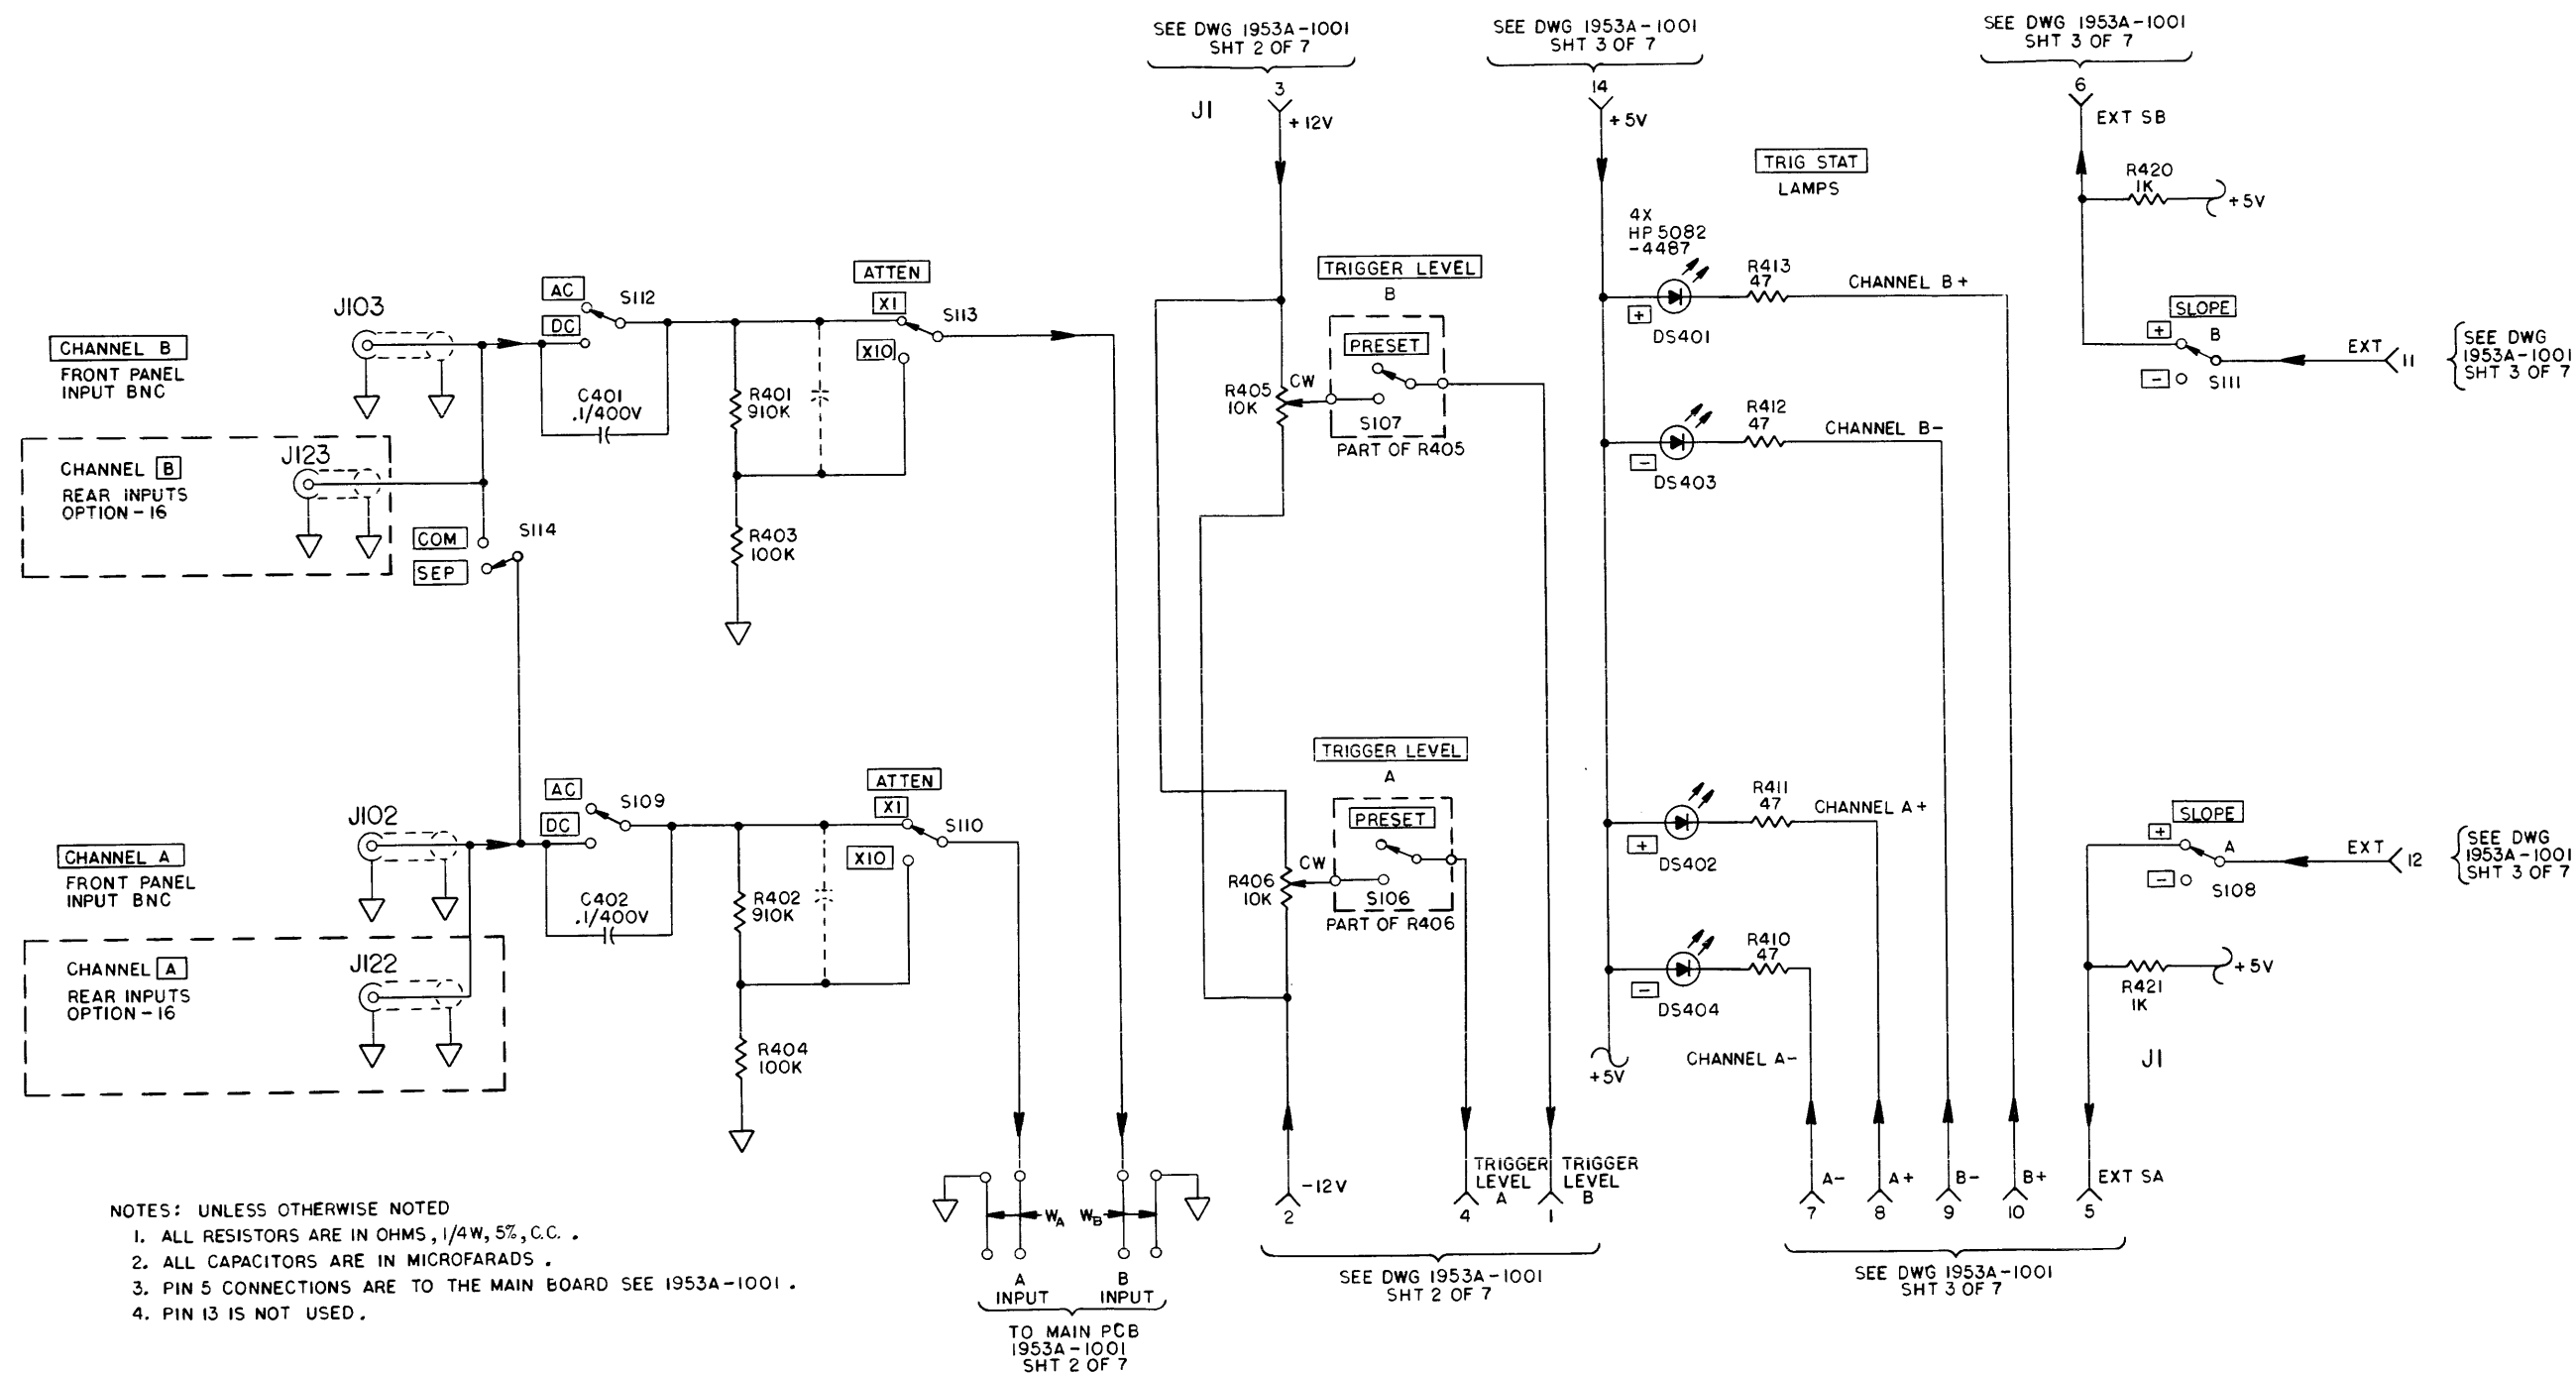 SEE DWG 1953A-1001
SHT 2 OF 7
SEE DWG 1953A-1001
SHT 3 OF 7
SEE DWG 1953A-1001
SHT 3 OF 7
J1
3
+12V
14
+5V
6
EXT SB
TRIG STAT
LAMPS
R420
1K
+5V
4X
HP 5082
-4487
CHANNEL B
FRONT PANEL
INPUT BNC
J103
AC
DC
S112
C401
.1/400V
R401
910K
ATTEN
X1
X10
S113
TRIGGER LEVEL
B
PRESET
R405
10K
CW
S107
PART OF R405
+
DS401
R413
47
CHANNEL B+
R412
47
CHANNEL B-
-
DS403
SLOPE
+
B
-
S111
EXT
11
SEE DWG
1953A-1001
SHT 3 OF 7
CHANNEL B
REAR INPUTS
OPTION-16
J123
COM
SEP
S114
R403
100K
CHANNEL A
FRONT PANEL
INPUT BNC
J102
AC
DC
S109
C402
.1/400V
R402
910K
ATTEN
X1
X10
S110
TRIGGER LEVEL
A
PRESET
R406
10K
CW
S106
PART OF R406
R411
47
CHANNEL A+
+
DS402
R410
47
-
DS404
CHANNEL A-
+5V
SLOPE
+
A
-
S108
EXT
12
SEE DWG
1953A-1001
SHT 3 OF 7
R421
1K
+5V
J1
CHANNEL A
REAR INPUTS
OPTION-16
J122
R404
100K
NOTES: UNLESS OTHERWISE NOTED
1. ALL RESISTORS ARE IN OHMS, 1/4W, 5%, C.C.
2. ALL CAPACITORS ARE IN MICROFARADS.
3. PIN 5 CONNECTIONS ARE TO THE MAIN BOARD SEE 1953A-1001.
4. PIN 13 IS NOT USED.
WA
WB
A
INPUT
B
INPUT
TO MAIN PCB
1953A-1001
SHT 2 OF 7
-12V
2
TRIGGER
LEVEL
A
4
TRIGGER
LEVEL
B
1
SEE DWG 1953A-1001
SHT 2 OF 7
A-
7
A+
8
B-
9
B+
10
EXT SA
5
SEE DWG 1953A-1001
SHT 3 OF 7